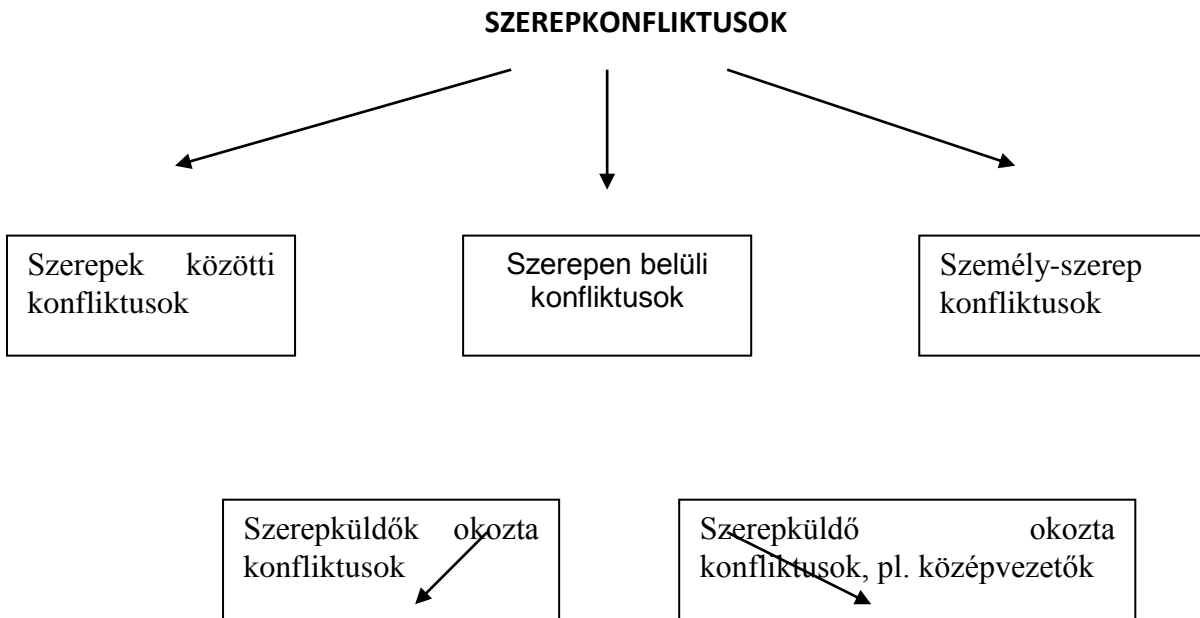 SZEREPKONFLIKTUSOK
Szerepek közötti
konfliktusok
Szerepen belüli
konfliktusok
Személy-szerep
konfliktusok
Szerepküldők okozta
konfliktusok
Szerepküldő okozta
konfliktusok, pl. középvezetők